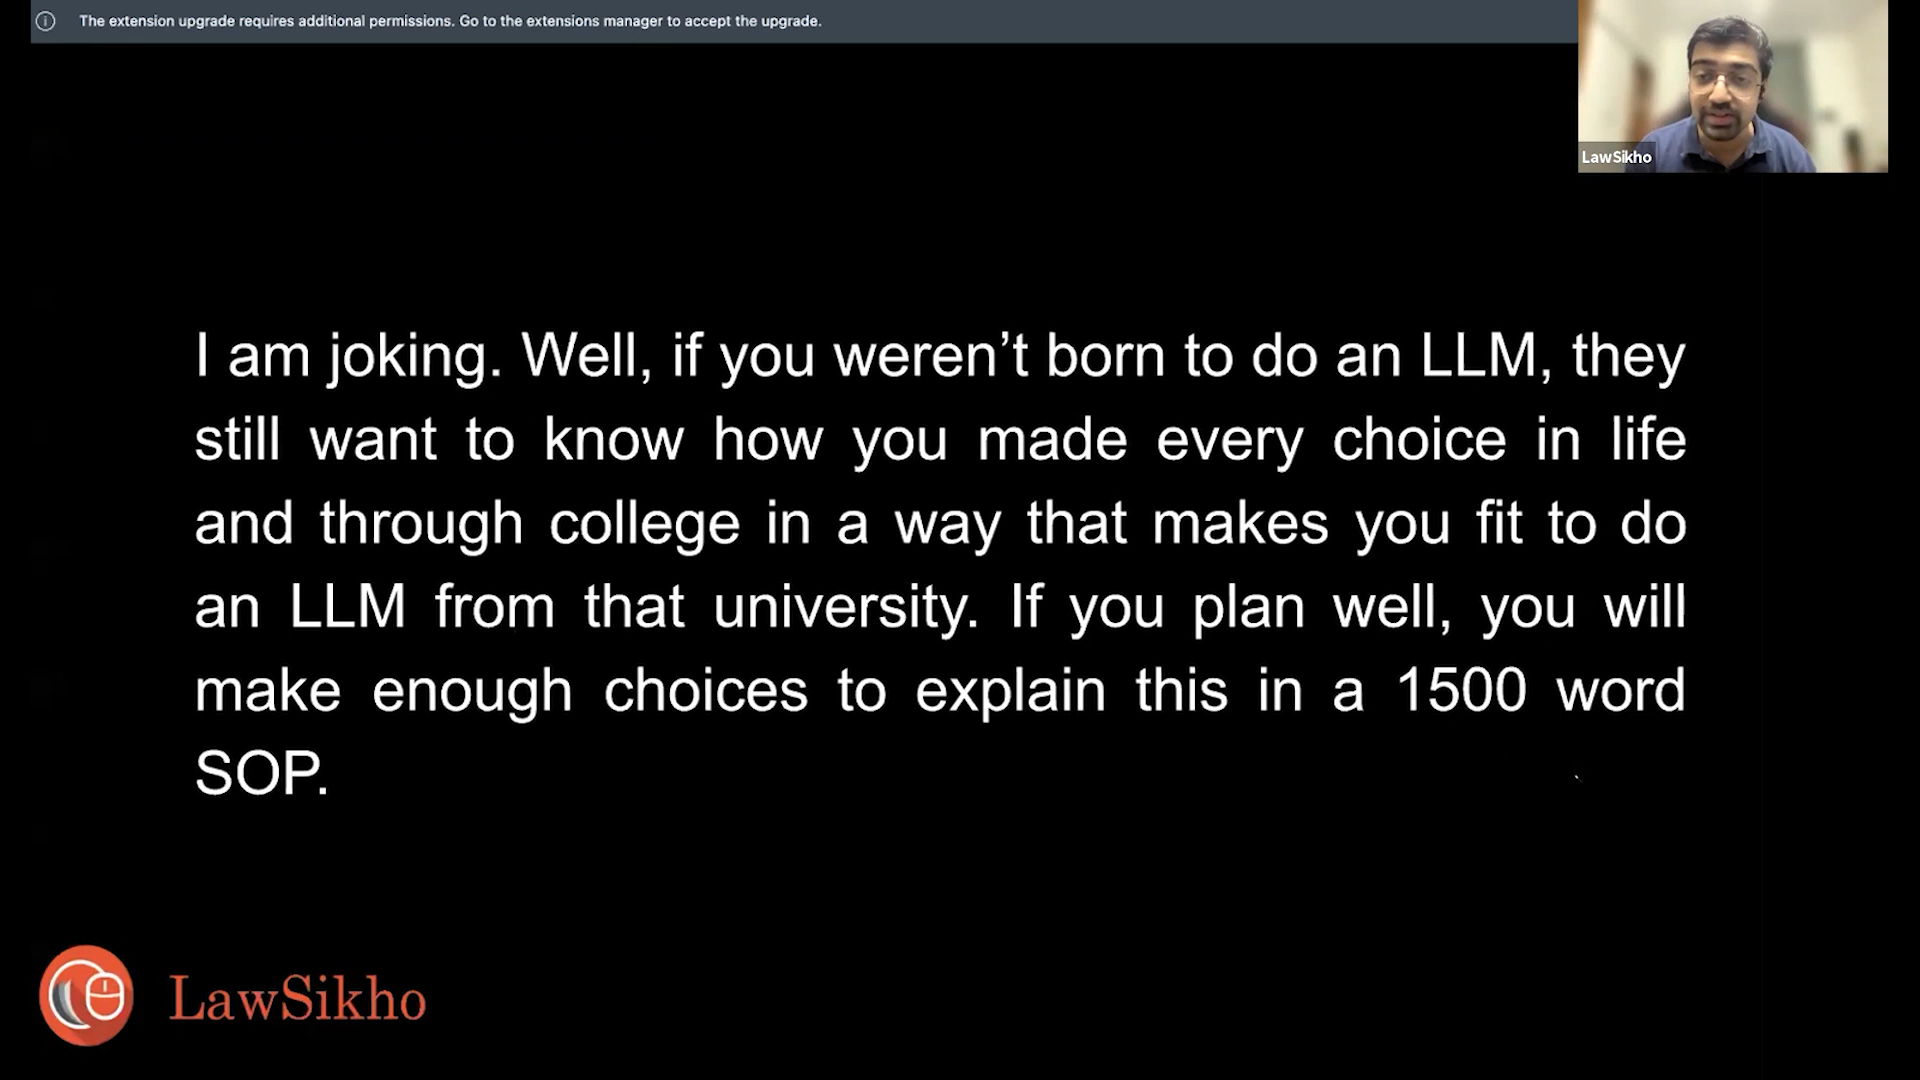 The extension upgrade requires additional permissions. Go to the extensions manager to accept the upgrade.
LawSikho
I am joking. Well, if you weren’t born to do an LLM, they
still want to know how you made every choice in life
and through college in a way that makes you fit to do
an LLM from that university. If you plan well, you will
make enough choices to explain this in a 1500 word
SOP.
LawSikho